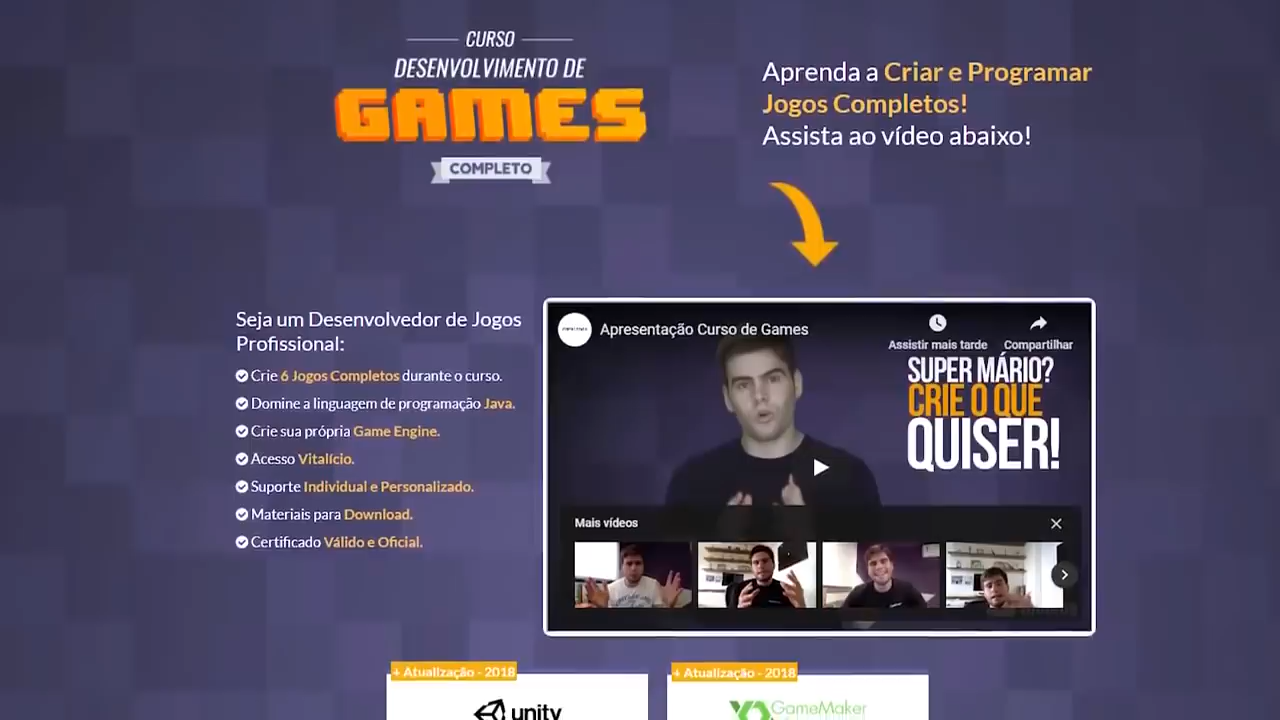 CURSO
DESENVOLVIMENTO DE
GAMES
COMPLETO
Aprenda a Criar e Programar
Jogos Completos!
Assista ao vídeo abaixo!
Seja um Desenvolvedor de Jogos
Profissional:
Crie 6 Jogos Completos durante o curso.
Domine a linguagem de programação Java.
Crie sua própria Game Engine.
Acesso Vitalício.
Suporte Individual e Personalizado.
Materiais para Download.
Certificado Válido e Oficial.
Apresentação Curso de Games
Assistir mais tarde
Compartilhar
SUPER MÁRIO?
CRIE O QUE
QUISER!
Mais vídeos
+ Atualização - 2018
+ Atualização - 2018
unity
GameMaker